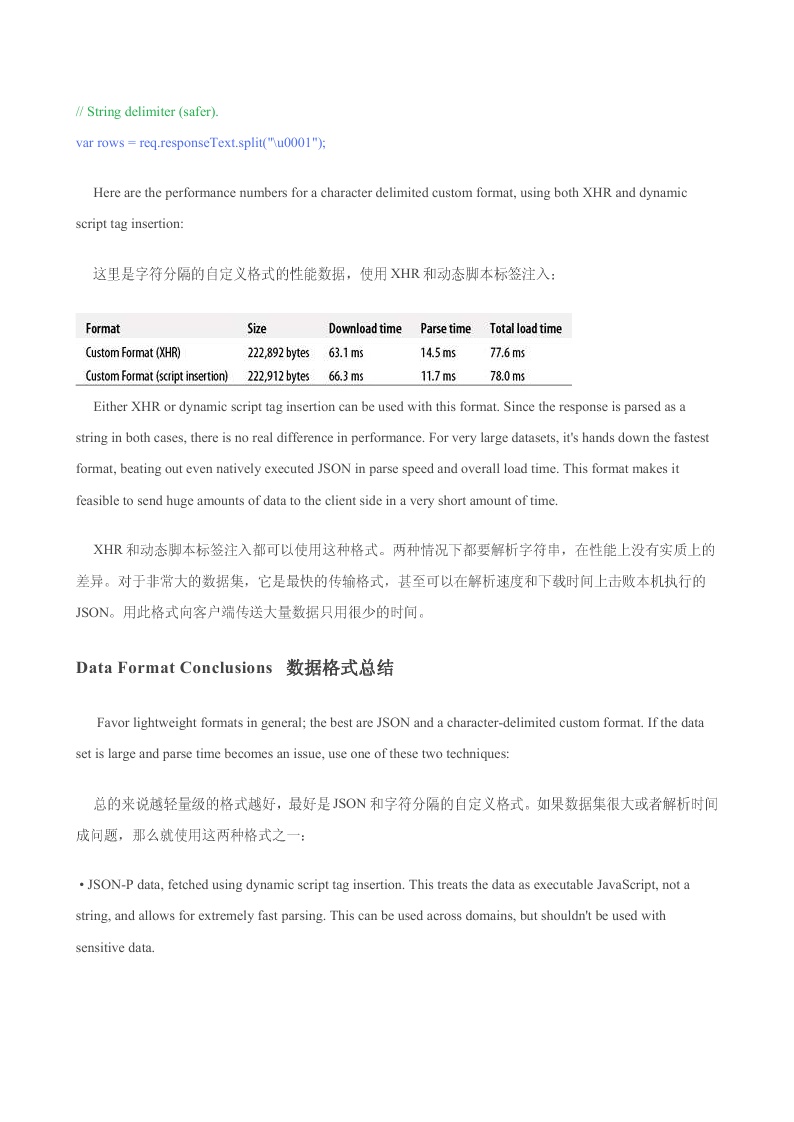 // String delimiter (safer).
var rows = req.responseText.split("\u0001");
Here are the performance numbers for a character delimited custom format, using both XHR and dynamic
script tag insertion:
这里是字符分隔的自定义格式的性能数据，使用 XHR 和动态脚本标签注入：
Format Size Download time Parse time Total load time
Custom Format (XHR) 222,892 bytes 63.1 ms 14.5 ms 77.6 ms
Custom Format (script insertion) 222,912 bytes 66.3 ms 11.7 ms 78.0 ms
Either XHR or dynamic script tag insertion can be used with this format. Since the response is parsed as a
string in both cases, there is no real difference in performance. For very large datasets, it's hands down the fastest
format, beating out even natively executed JSON in parse speed and overall load time. This format makes it
feasible to send huge amounts of data to the client side in a very short amount of time.
XHR 和动态脚本标签注入都可以使用这种格式。两种情况下都要解析字符串，在性能上没有实质上的
差异。对于非常大的数据集，它是最快的传输格式，甚至可以在解析速度和下载时间上击败本机执行的
JSON。用此格式向客户端传送大量数据只用很少的时间。
Data Format Conclusions 数据格式总结
Favor lightweight formats in general; the best are JSON and a character-delimited custom format. If the data
set is large and parse time becomes an issue, use one of these two techniques:
总的来说越轻量级的格式越好，最好是 JSON 和字符分隔的自定义格式。如果数据集很大或者解析时间
成问题，那么就使用这两种格式之一：
• JSON-P data, fetched using dynamic script tag insertion. This treats the data as executable JavaScript, not a
string, and allows for extremely fast parsing. This can be used across domains, but shouldn't be used with
sensitive data.